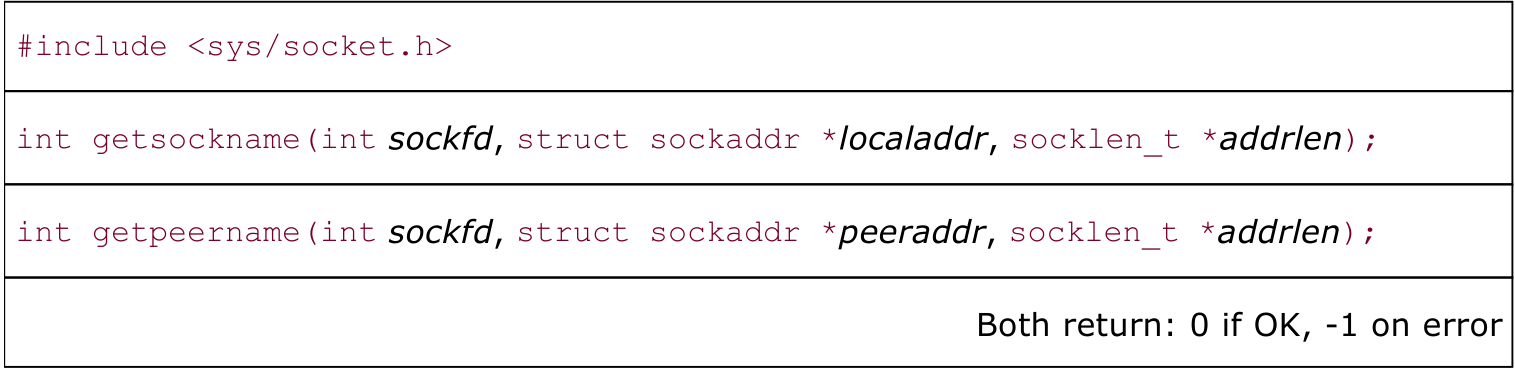 #include <sys/socket.h>
int getsockname(int sockfd, struct sockaddr *localaddr, socklen_t *addrlen);
int getpeername(int sockfd, struct sockaddr *peeraddr, socklen_t *addrlen);
Both return: 0 if OK, -1 on error